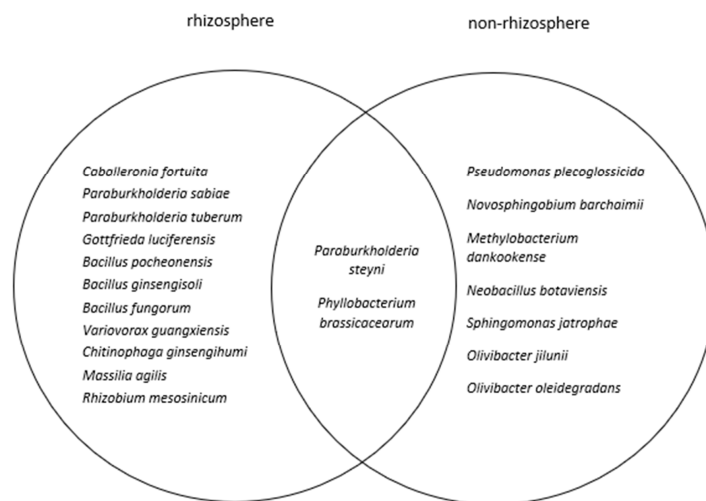 rhizosphere
non-rhizosphere
Caballeronia fortuita
Paraburkholderia sabiae
Paraburkholderia tuberum
Gottfrieda luciferensis
Bacillus pocheonensis
Bacillus ginsengisoli
Bacillus fungorum
Variovorax guangxiensis
Chitinophaga ginsengihumi
Massilia agilis
Rhizobium mesosinicum
Paraburkholderia
steyni
Phyllobacterium
brassicacearum
Pseudomonas plecoglossicida
Novosphingobium barchaimii
Methylobacterium
dankookense
Neobacillus botaviensis
Sphingomonas jatrophae
Olivibacter jilunii
Olivibacter oleidegradans